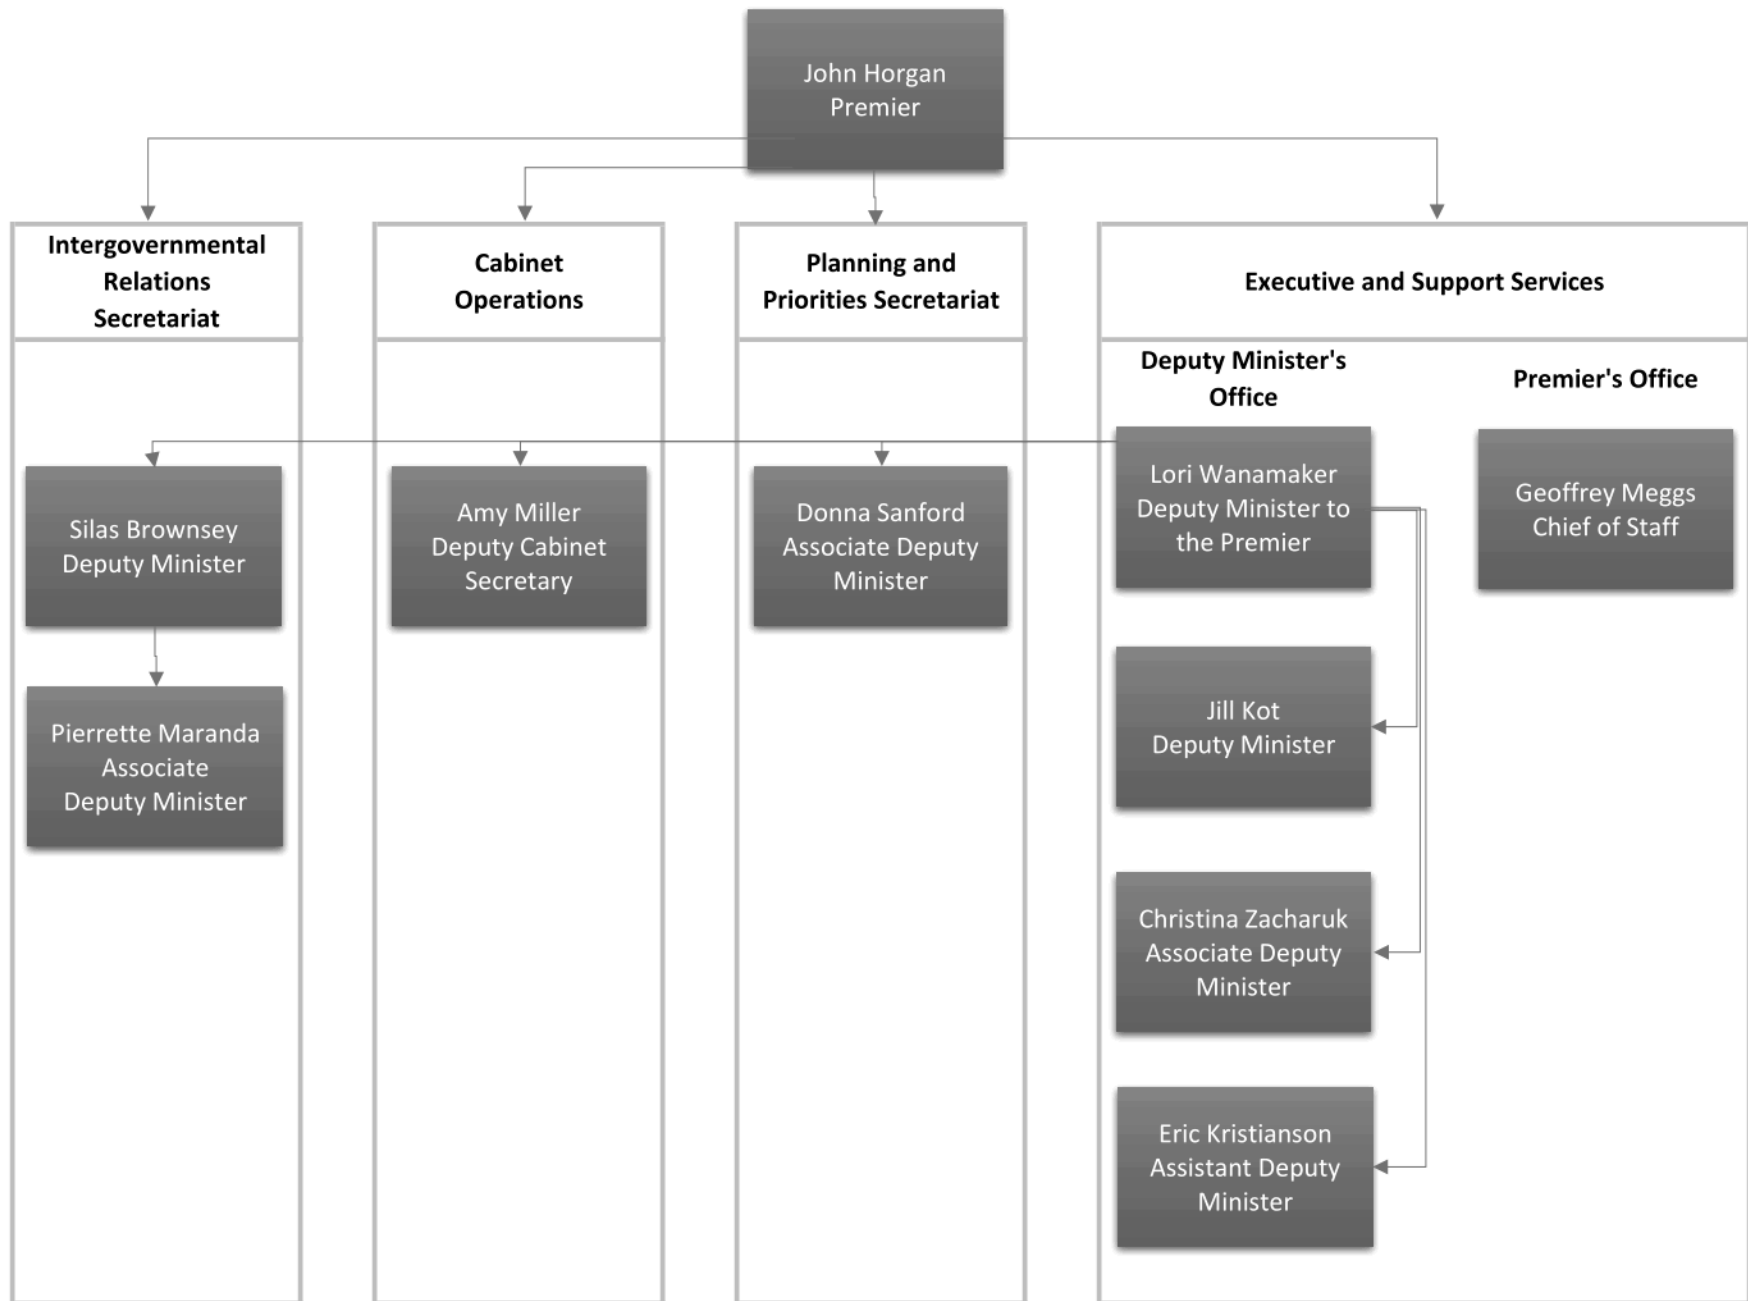 John Horgan
Premier
Intergovernmental
Relations
Secretariat
Cabinet
Operations
Planning and
Priorities Secretariat
Executive and Support Services
Deputy Minister's
Office
Premier's Office
Silas Brownsey
Deputy Minister
Amy Miller
Deputy Cabinet
Secretary
Donna Sanford
Associate Deputy
Minister
Lori Wanamaker
Deputy Minister to
the Premier
Geoffrey Meggs
Chief of Staff
Pierrette Maranda
Associate
Deputy Minister
Jill Kot
Deputy Minister
Christina Zacharuk
Associate Deputy
Minister
Eric Kristianson
Assistant Deputy
Minister